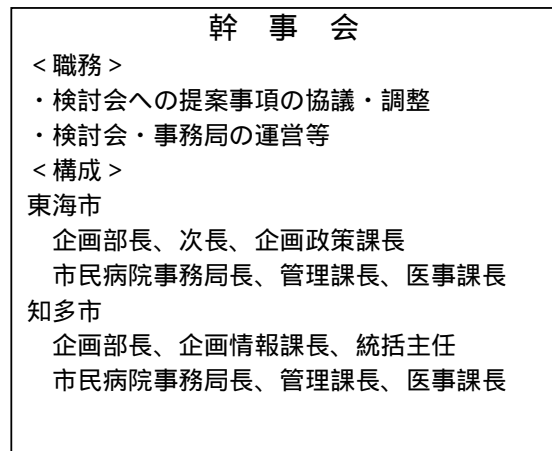 幹　事　会
＜職務＞
・検討会への提案事項の協議・調整
・検討会・事務局の運営等
＜構成＞
東海市
　企画部長、次長、企画政策課長
　市民病院事務局長、管理課長、医事課長
知多市
　企画部長、企画情報課長、統括主任
　市民病院事務局長、管理課長、医事課長